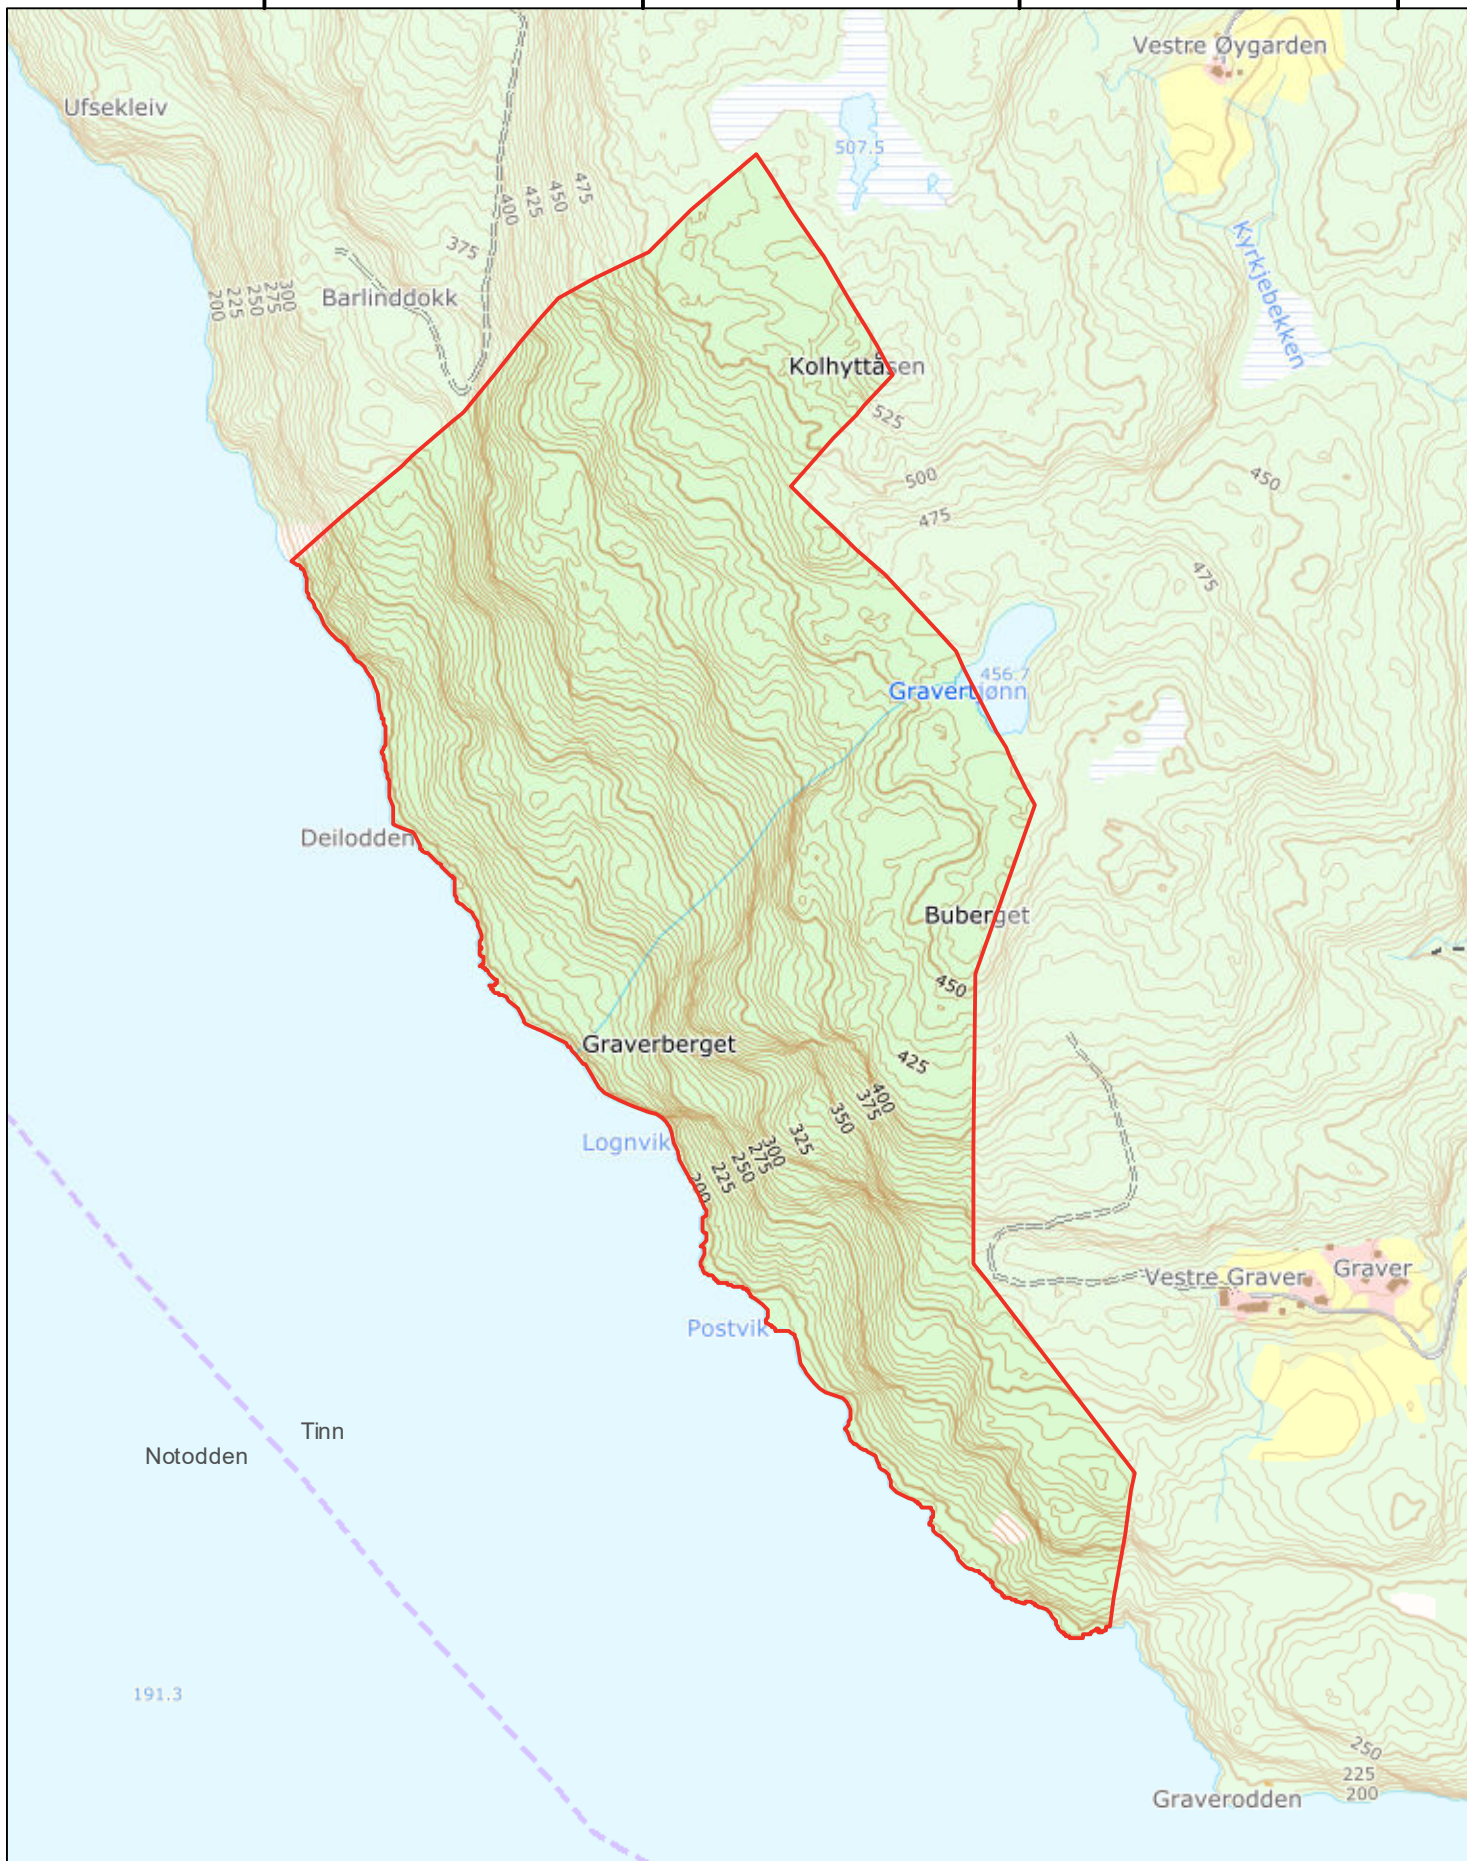 Vestre Øygarden
Ufsekleiv
507.5
475
450
425
400
375
Kyrkjebekken
300
275
250
225
200
Barlinddokk
Kolhyttåsen
525
500
450
475
475
456.7
Gravertjønn
Deilodden
Buberget
450
Graverberget
425
400
375
350
325
300
275
250
225
200
Lognvik
Vestre Graver
Graver
Postvik
Tinn
Notodden
191.3
250
225
200
Graverodden